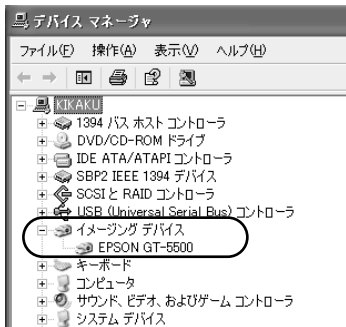 デバイス マネージャ
ファイル(F) 操作(A) 表示(V) ヘルプ(H)
KIKAKU
1394 バス ホスト コントローラ
DVD/CD-ROM ドライブ
IDE ATA/ATAPI コントローラ
SBP2 IEEE 1394 デバイス
SCSI と RAID コントローラ
USB (Universal Serial Bus) コントローラ
イメージング デバイス
EPSON GT-5500
キーボード
コンピュータ
サウンド、ビデオ、およびゲーム コントローラ
システム デバイス